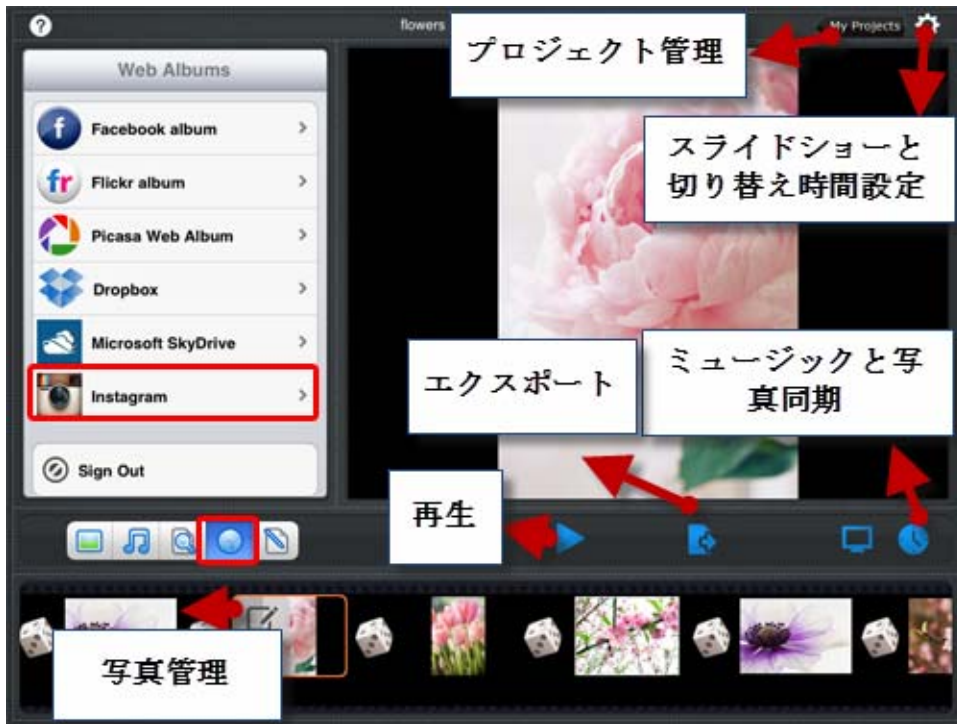 ?
flowers
My Projects
プロジェクト管理
Web Albums
Facebook album
Flickr album
Picasa Web Album
Dropbox
Microsoft SkyDrive
Instagram
Sign Out
スライドショーと
切り替え時間設定
エクスポート
ミュージックと写
真同期
再生
写真管理